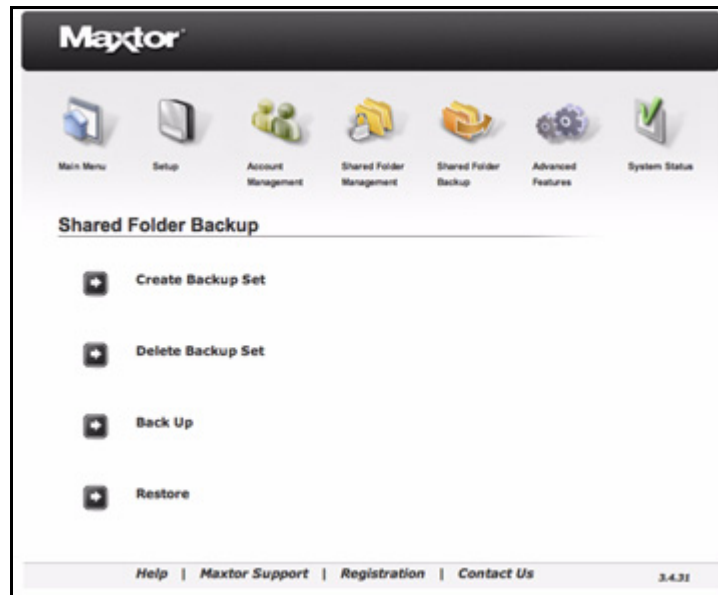 Maxtor
Main Menu
Setup
Account Management
Shared Folder Management
Shared Folder Backup
Advanced Features
System Status
Shared Folder Backup
Create Backup Set
Delete Backup Set
Back Up
Restore
Help | Maxtor Support | Registration | Contact Us
3.4.31